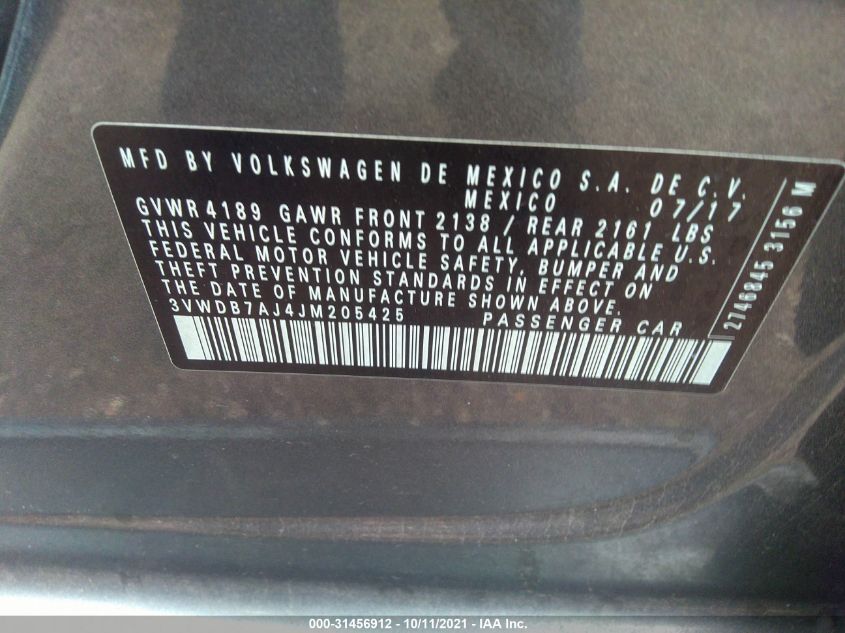 MFD BY VOLKSWAGEN DE MEXICO S.A. DE C.V.
MEXICO 07/17
GVWR 4189 GAWR FRONT 2138 / REAR 2161 LBS
THIS VEHICLE CONFORMS TO ALL APPLICABLE U.S.
FEDERAL MOTOR VEHICLE SAFETY, BUMPER AND
THEFT PREVENTION STANDARDS IN EFFECT ON
THE DATE OF MANUFACTURE SHOWN ABOVE.
3VWDB7AJ4JM205425 PASSENGER CAR
2746845 3156 M
000-31456912 - 10/11/2021 - IAA Inc.